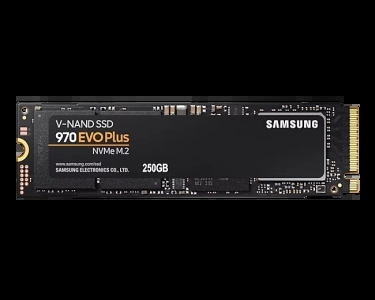 V-NAND SSD
970 EVO Plus
NVMe M.2
SAMSUNG
www.samsung.com/ssd
SAMSUNG ELECTRONICS CO., LTD.
250GB